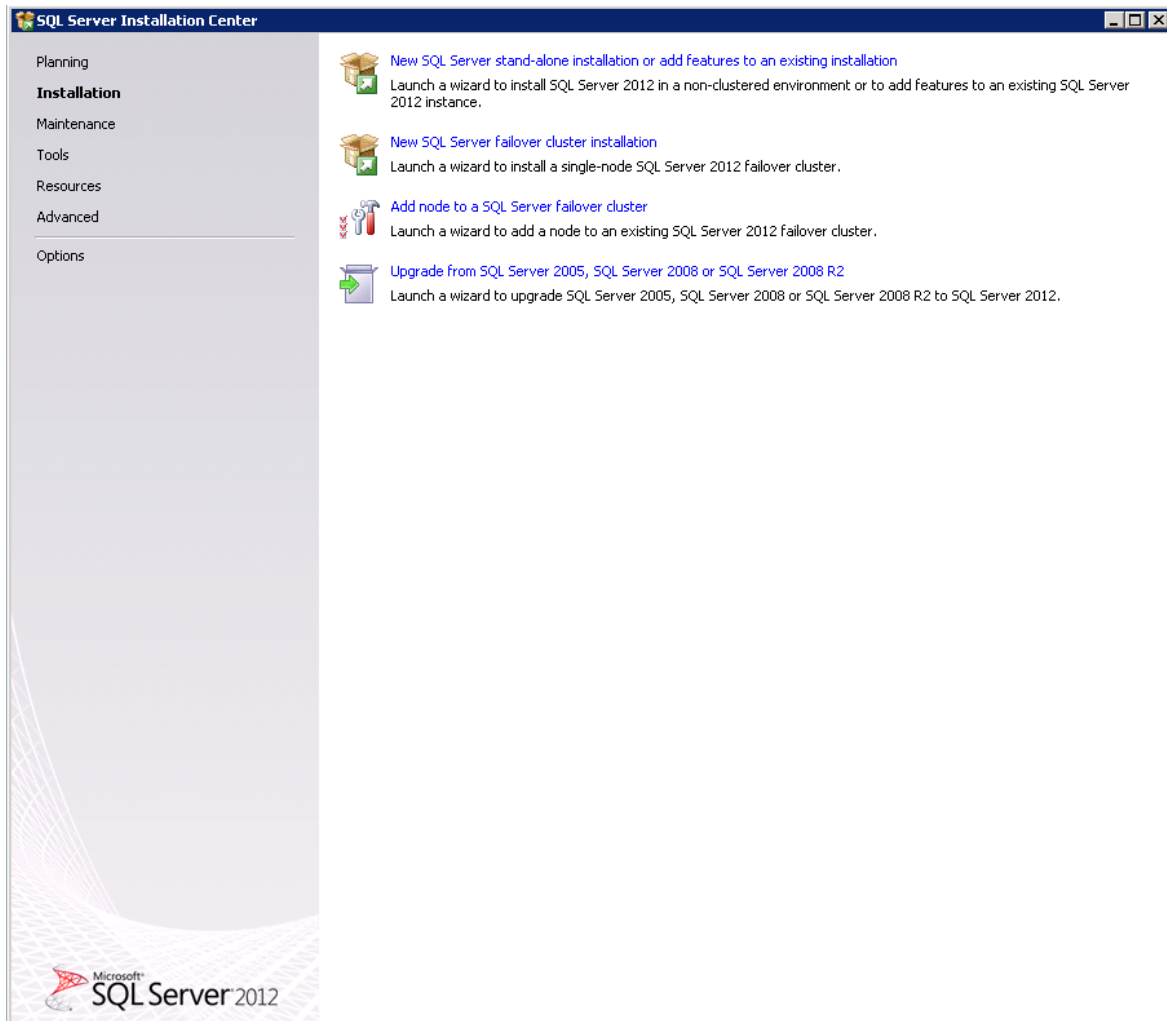 SQL Server Installation Center
Planning
Installation
Maintenance
Tools
Resources
Advanced
Options
New SQL Server stand-alone installation or add features to an existing installation
Launch a wizard to install SQL Server 2012 in a non-clustered environment or to add features to an existing SQL Server
2012 instance.
New SQL Server failover cluster installation
Launch a wizard to install a single-node SQL Server 2012 failover cluster.
Add node to a SQL Server failover cluster
Launch a wizard to add a node to an existing SQL Server 2012 failover cluster.
Upgrade from SQL Server 2005, SQL Server 2008 or SQL Server 2008 R2
Launch a wizard to upgrade SQL Server 2005, SQL Server 2008 or SQL Server 2008 R2 to SQL Server 2012.
Microsoft®
SQL Server 2012